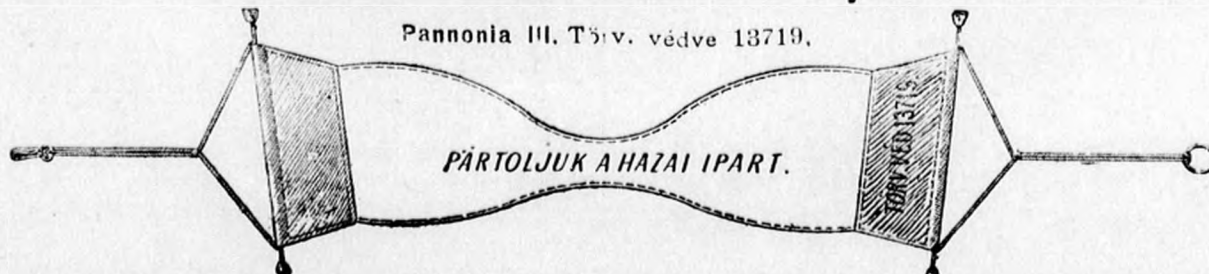 Pannonia III. Törv. védve 13719.
PÁRTOLJUK A HAZAI IPART.
TÖRV. VÉD 13719